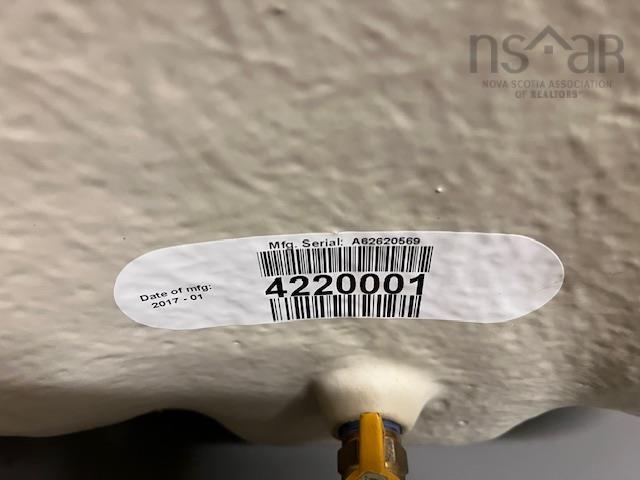 nsar
NOVA SCOTIA ASSOCIATION
OF REALTORS®
Mfg. Serial: A62620569
Date of mfg:
2017 - 01
4220001